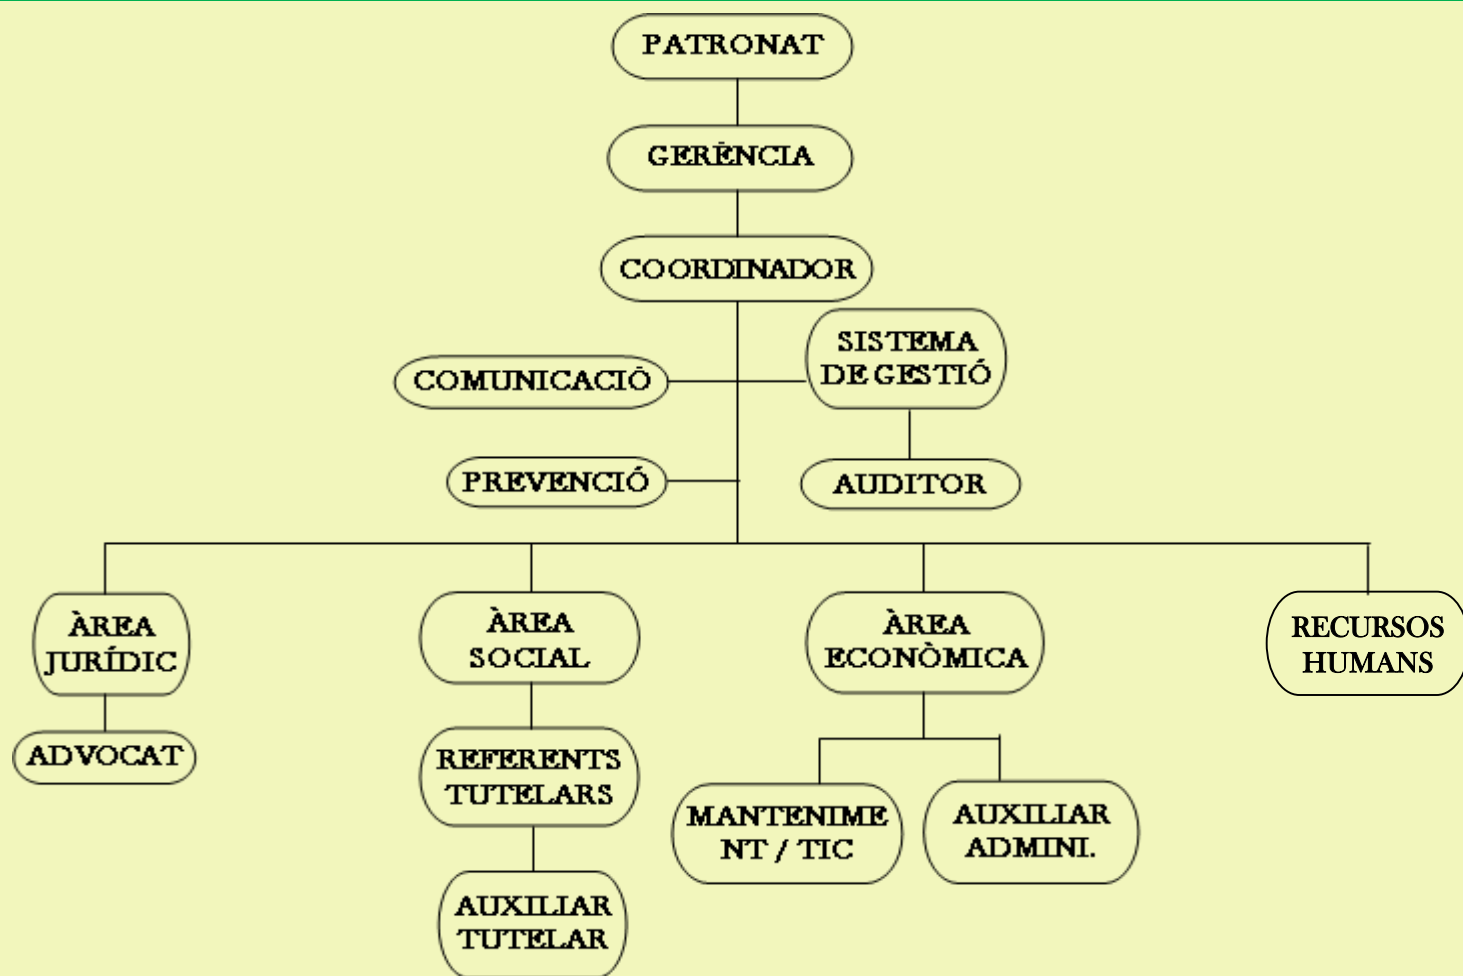 PATRONAT
GERÈNCIA
COORDINADOR
SISTEMA
DE GESTIÓ
COMUNICACIÓ
PREVENCIÓ
AUDITOR
ÀREA
JURÍDIC
ÀREA
SOCIAL
ÀREA
ECONÒMICA
RECURSOS
HUMANS
ADVOCAT
REFERENTS
TUTELARS
MANTENIME
NT / TIC
AUXILIAR
ADMINI.
AUXILIAR
TUTELAR